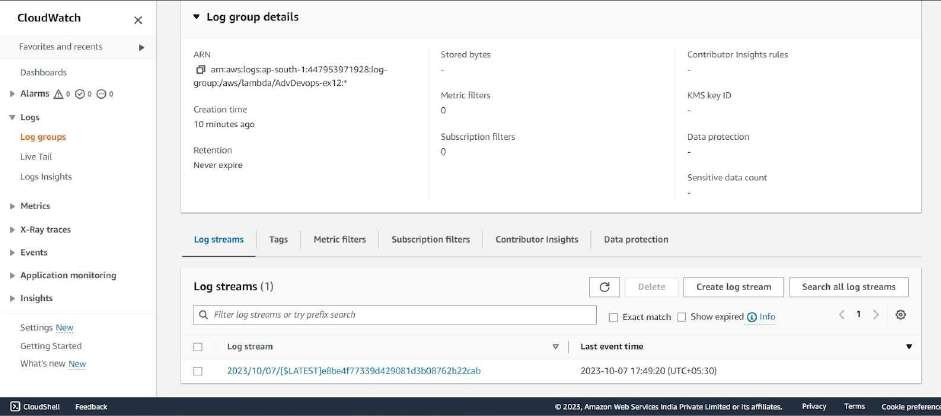 CloudWatch
Favorites and recents
Dashboards
Alarms 0 0 0
Logs
Log groups
Live Tail
Logs Insights
Metrics
X-Ray traces
Events
Application monitoring
Insights
Settings New
Getting Started
What's new New
Log group details
ARN
arn:aws:logs:ap-south-1:447953971928:log-
group:/aws/lambda/AdvDevops-ex12:*
Creation time
10 minutes ago
Retention
Never expire
Stored bytes
-
Metric filters
0
Subscription filters
0
Contributor Insights rules
-
KMS key ID
-
Data protection
-
Sensitive data count
-
Log streams Tags Metric filters Subscription filters Contributor Insights Data protection
Log streams (1)
Delete Create log stream Search all log streams
Filter log streams or try prefix search
Exact match Show expired Info
1
Log stream Last event time
2023/10/07/[$LATEST]e8be4f77339d429081d3b08762b22cab 2023-10-07 17:49:20 (UTC+05:30)
CloudShell Feedback © 2023, Amazon Web Services India Private Limited or its affiliates. Privacy Terms Cookie preferenc